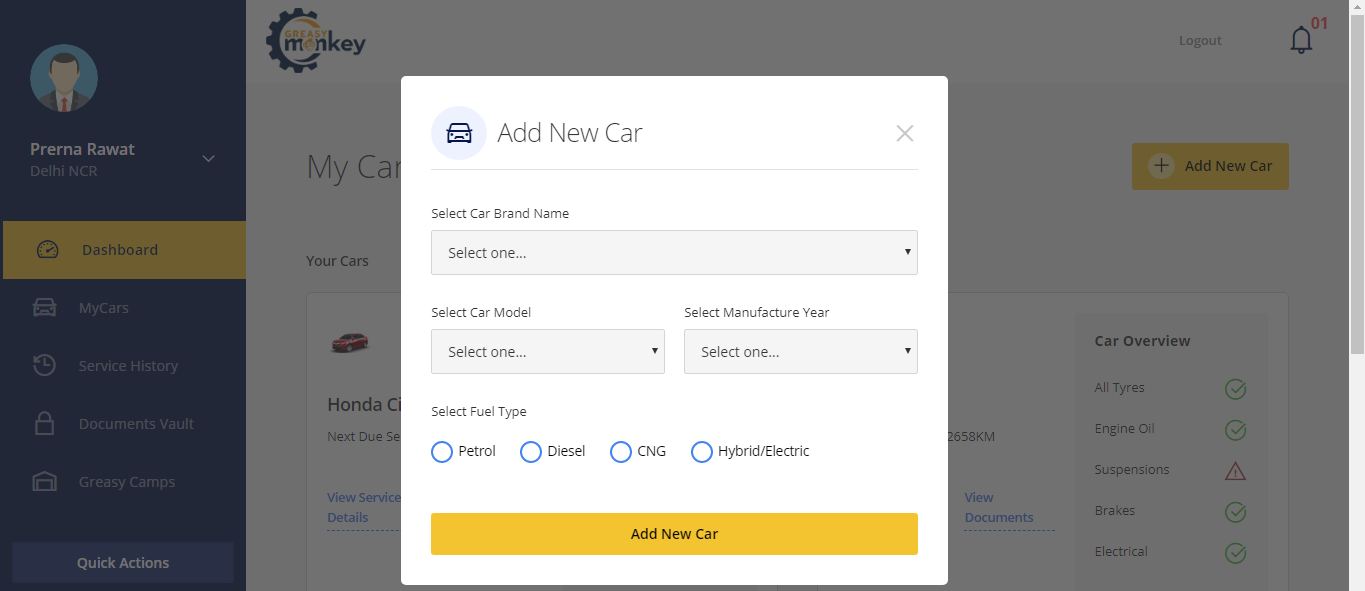 GREASY
monkey
Logout
01
Prerna Rawat
Delhi NCR
Dashboard
MyCars
Service History
Documents Vault
Greasy Camps
Quick Actions
My Car
Add New Car
Your Cars
Honda Ci
Next Due Se
View Service
Details
2658KM
View
Documents
Car Overview
All Tyres
Engine Oil
Suspensions
Brakes
Electrical
Add New Car
Select Car Brand Name
Select one...
Select Car Model
Select Manufacture Year
Select one...
Select one...
Select Fuel Type
Petrol
Diesel
CNG
Hybrid/Electric
Add New Car